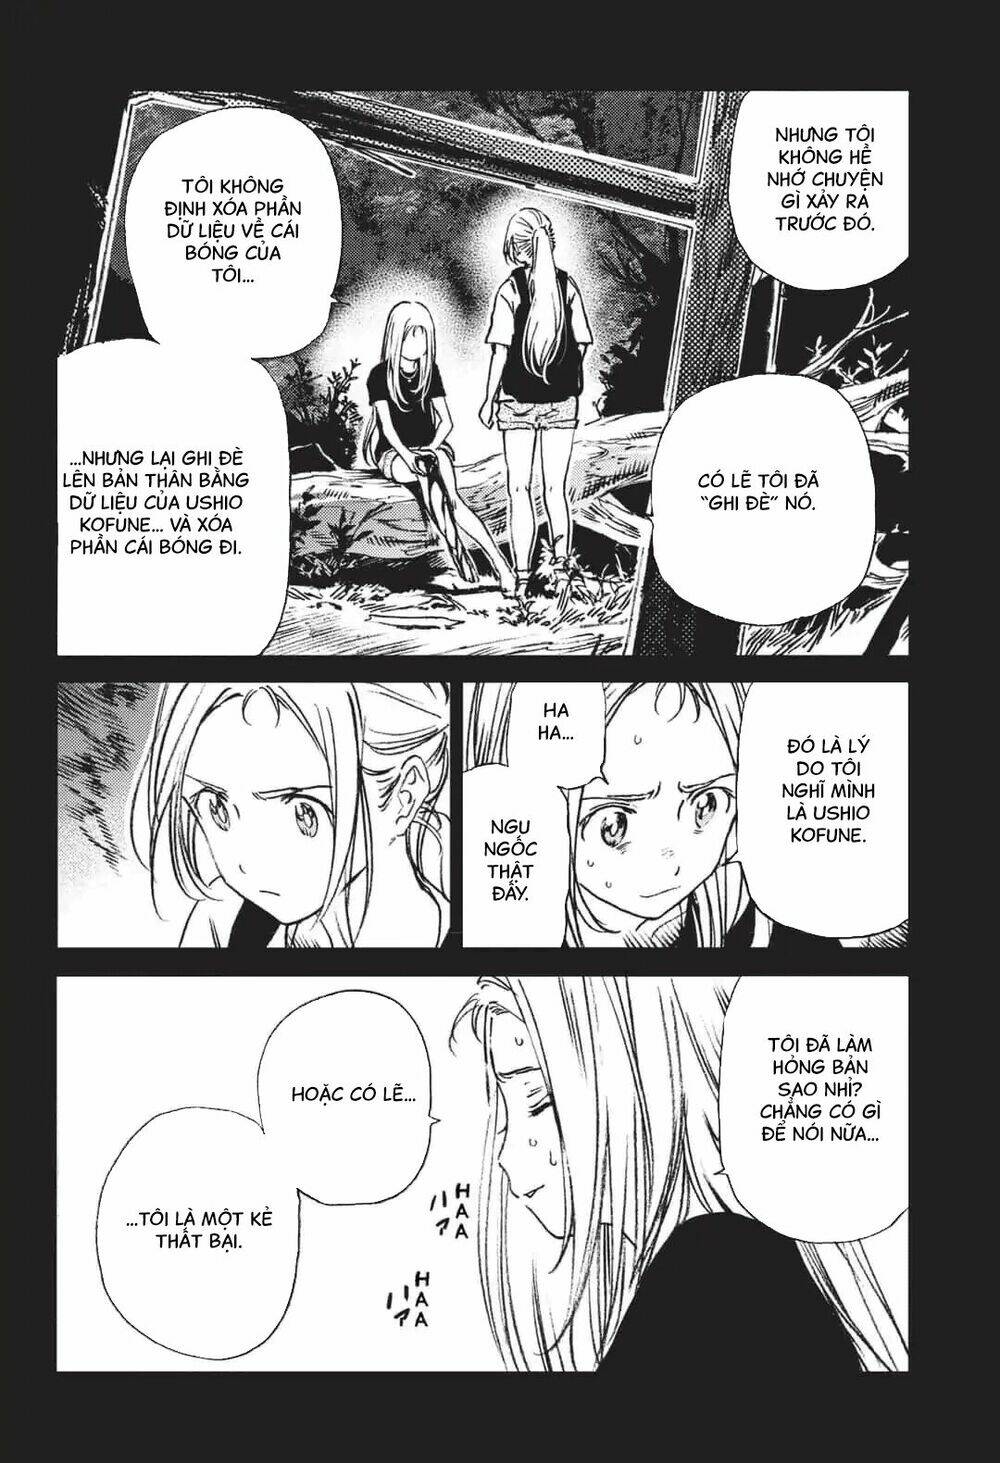 NHƯNG TÔI
KHÔNG HỀ
NHỚ CHUYỆN
GÌ XẢY RA
TRƯỚC ĐÓ.
TÔI KHÔNG
ĐỊNH XÓA PHẦN
DỮ LIỆU VỀ CÁI
BÓNG CỦA
TÔI...
CÓ LẼ TÔI ĐÃ
“GHI ĐÈ” NÓ.
...NHƯNG LẠI GHI ĐÈ
LÊN BẢN THÂN BẰNG
DỮ LIỆU CỦA USHIO
KOFUNE... VÀ XÓA
PHẦN CÁI BÓNG ĐI.
ĐÓ LÀ LÝ
DO TÔI
NGHĨ MÌNH
LÀ USHIO
KOFUNE.
HA
HA...
NGU
NGỐC
THẬT
ĐẤY.
TÔI ĐÃ LÀM
HỎNG BẢN
SAO NHỈ?
CHẲNG CÓ GÌ
ĐỂ NÓI NỮA...
HOẶC CÓ LẼ...
...TÔI LÀ MỘT KẺ
THẤT BẠI.
HAA
ハァ
HAA
ハァ